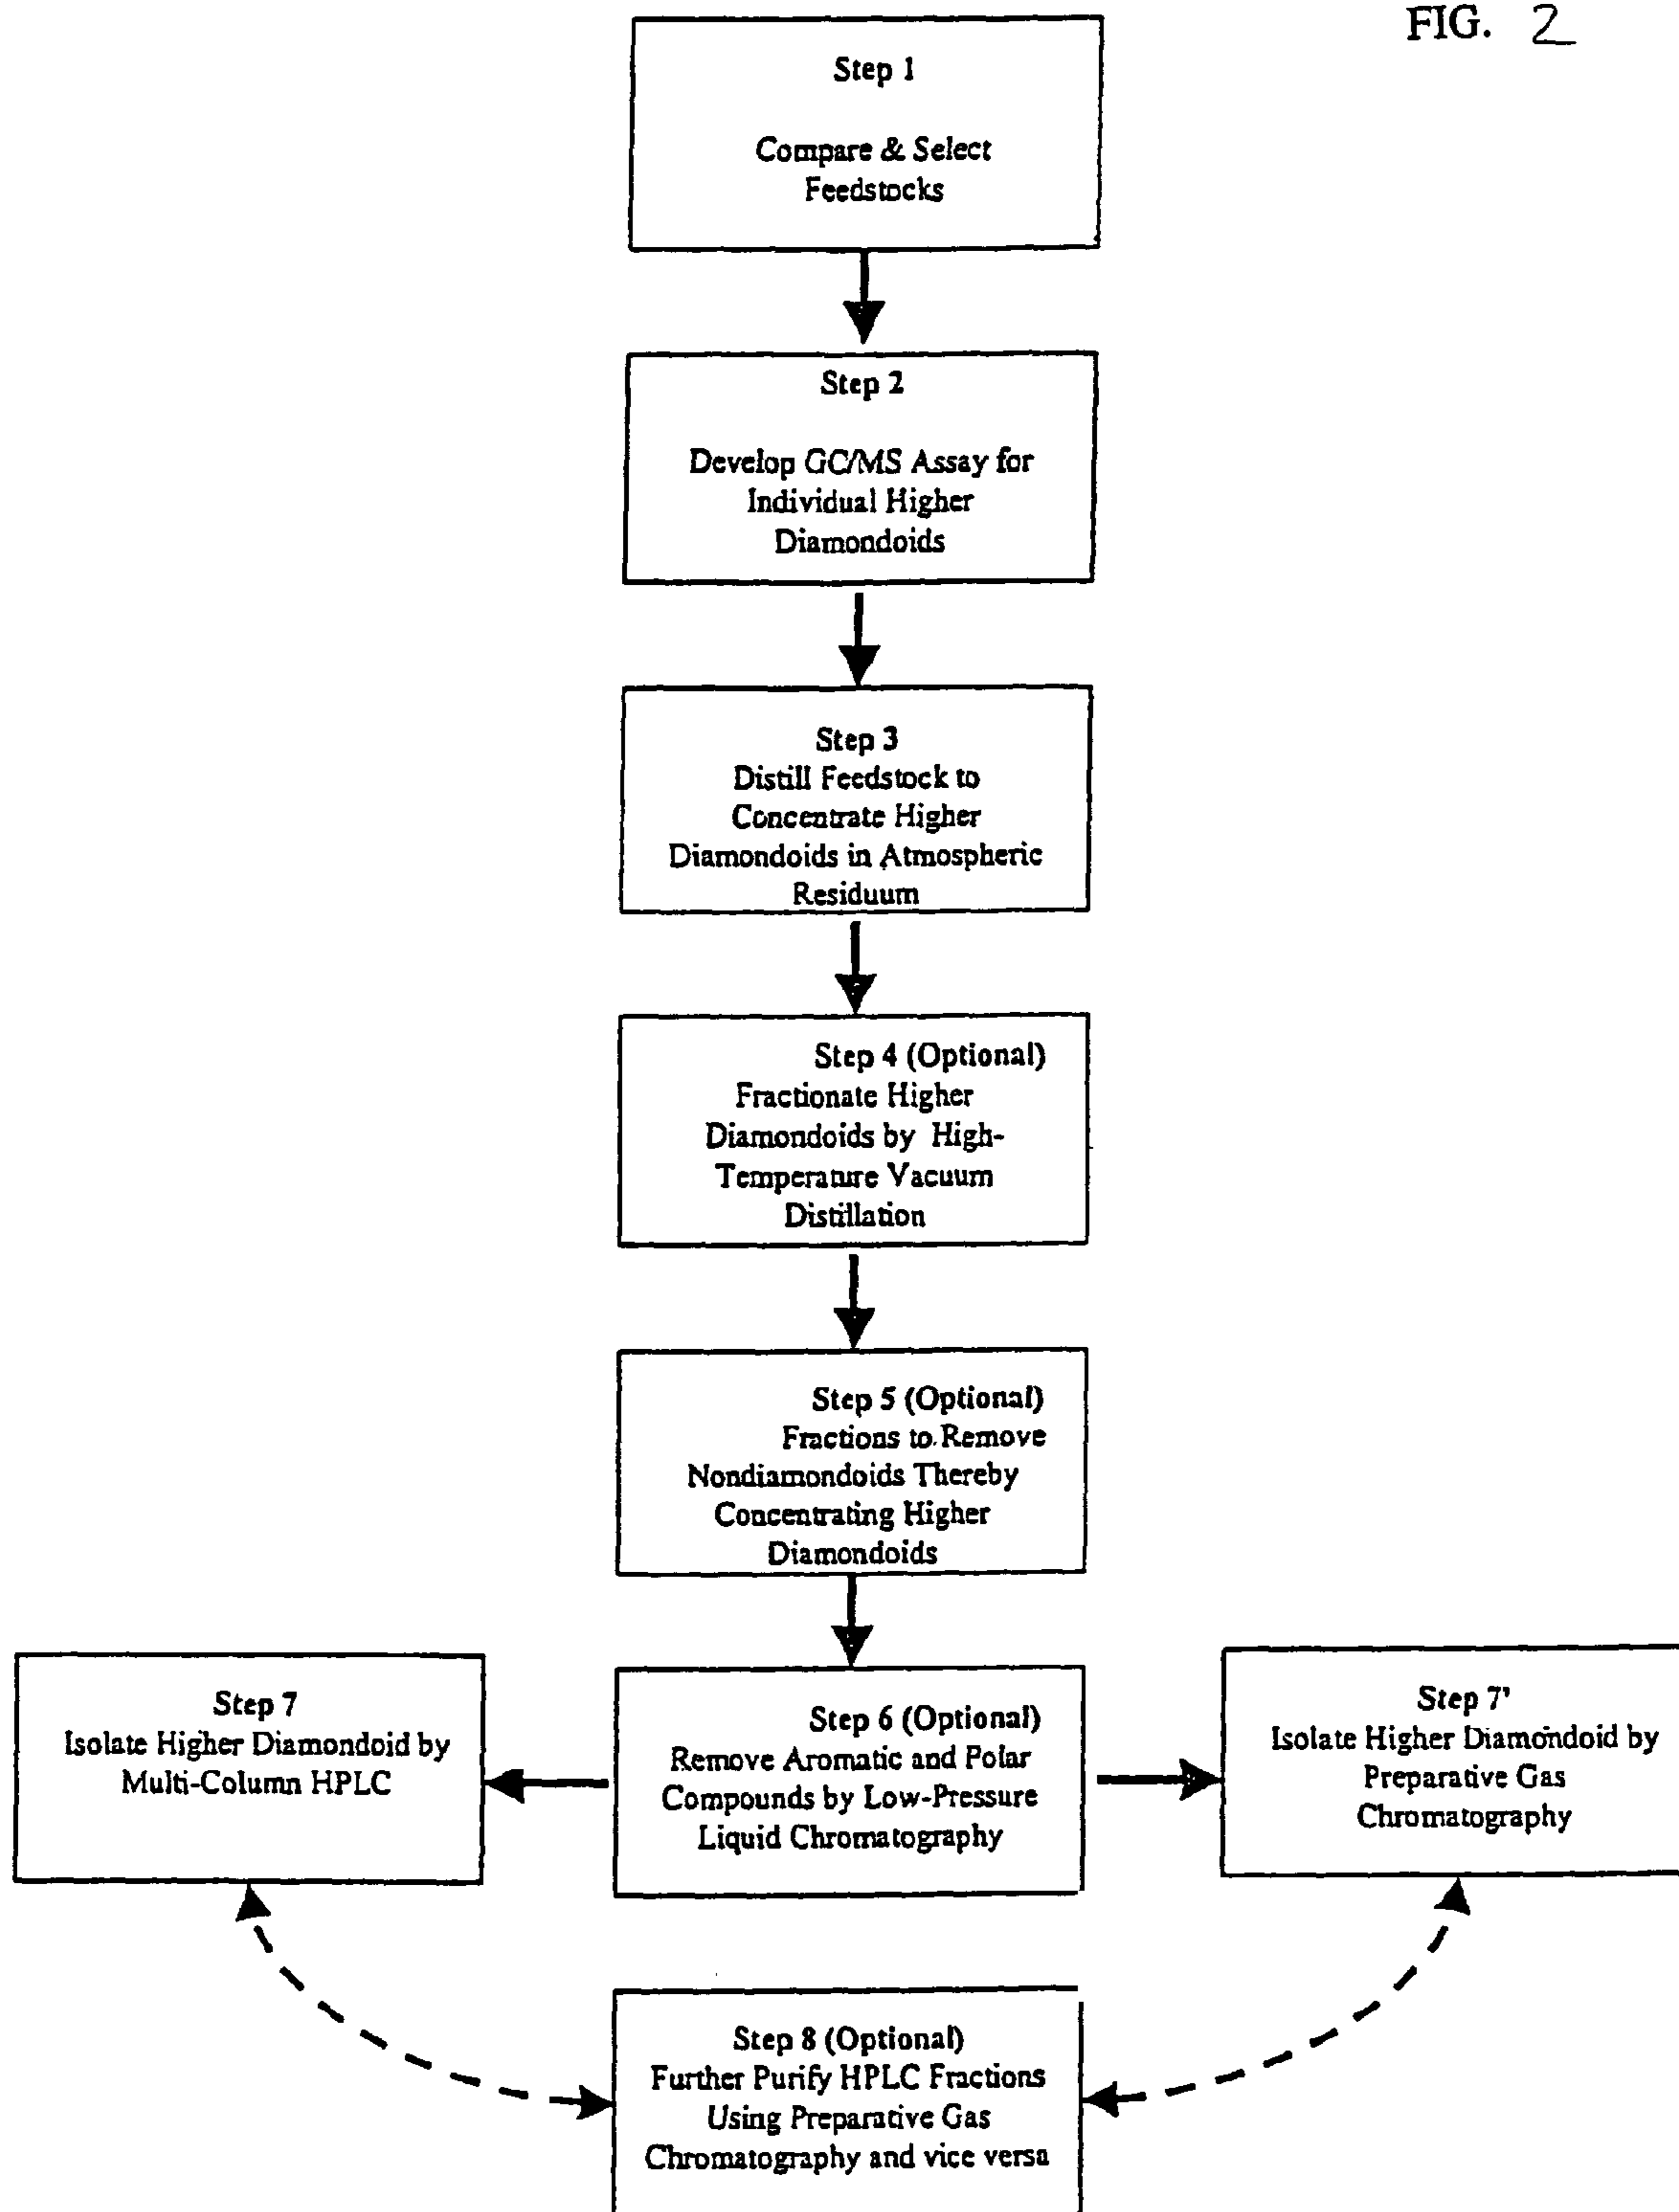 FIG. 2
Step 1
Compare & Select
Feedstocks
Step 2
Develop GC/MS Assay for
Individual Higher
Diamondoids
Step 3
Distill Feedstock to
Concentrate Higher
Diamondoids in Atmospheric
Residuum
Step 4 (Optional)
Fractionate Higher
Diamondoids by High-
Temperature Vacuum
Distillation
Step 5 (Optional)
Fractions to Remove
Nondiamondoids Thereby
Concentrating Higher
Diamondoids
Step 7
Isolate Higher Diamondoid by
Multi-Column HPLC
Step 6 (Optional)
Remove Aromatic and Polar
Compounds by Low-Pressure
Liquid Chromatography
Step 7'
Isolate Higher Diamondoid by
Preparative Gas
Chromatography
Step 8 (Optional)
Further Purify HPLC Fractions
Using Preparative Gas
Chromatography and vice versa